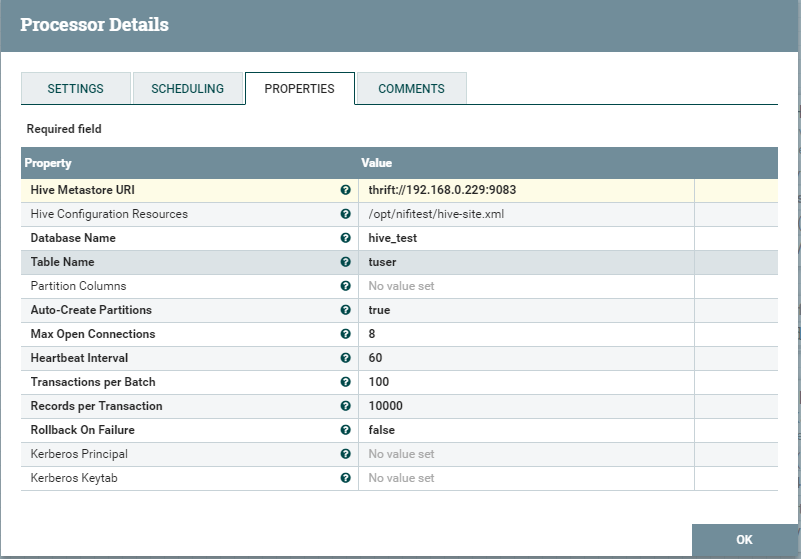 Processor Details
SETTINGS SCHEDULING PROPERTIES COMMENTS
Required field
Property Value
Hive Metastore URI thrift://192.168.0.229:9083
Hive Configuration Resources /opt/nifitest/hive-site.xml
Database Name hive_test
Table Name tuser
Partition Columns No value set
Auto-Create Partitions true
Max Open Connections 8
Heartbeat Interval 60
Transactions per Batch 100
Records per Transaction 10000
Rollback On Failure false
Kerberos Principal No value set
Kerberos Keytab No value set
OK